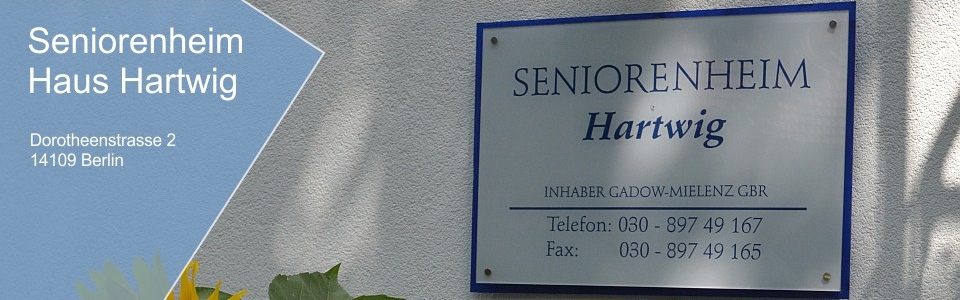 Seniorenheim
Haus Hartwig
Dorotheenstrasse 2
14109 Berlin
SENIORENHEIM
Hartwig
INHABER GADOW-MIELENZ GBR
Telefon: 030 - 897 49 167
Fax: 030 - 897 49 165